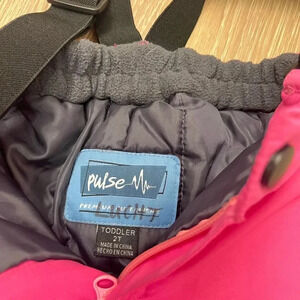 pulse
TODDLER
2T
MADE IN CHINA
HECHO EN CHINA